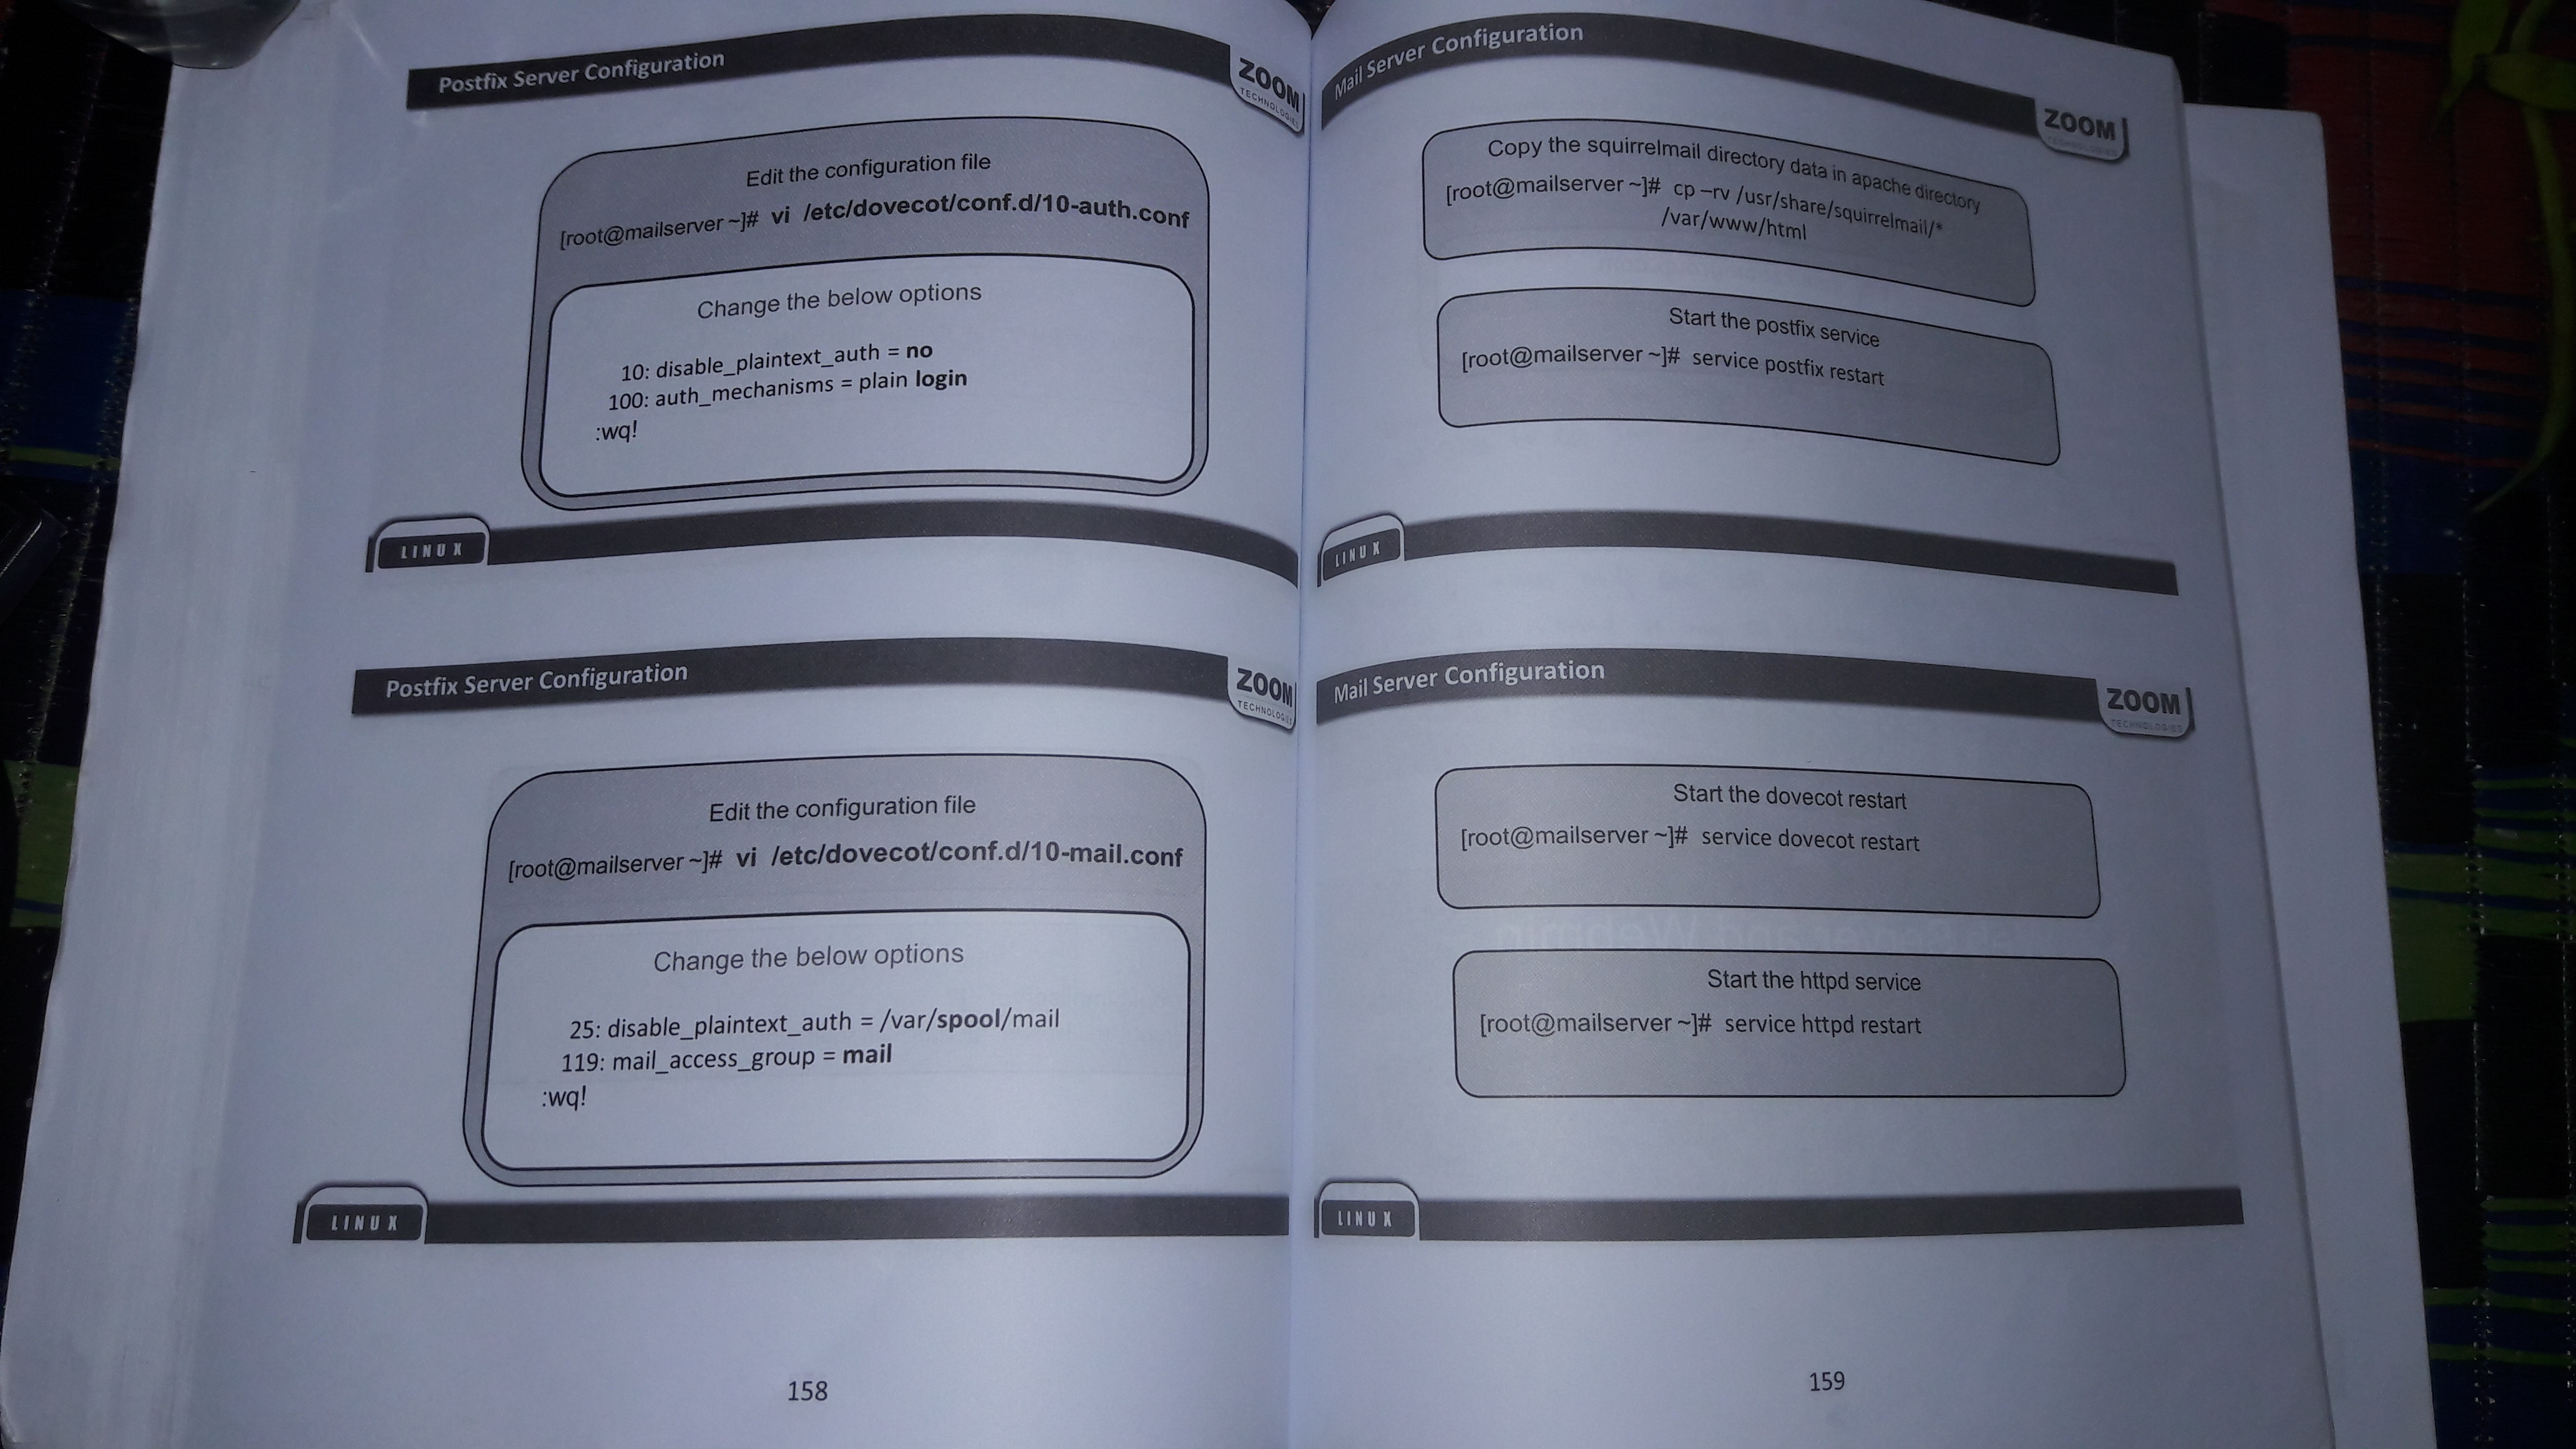 Postfix Server Configuration
ZOOM
TECHNOLOGIES
Edit the configuration file
[root@mailserver ~]# vi /etc/dovecot/conf.d/10-auth.conf
Change the below options
10: disable_plaintext_auth = no
100: auth_mechanisms = plain login
:wq!
LINUX
Postfix Server Configuration
ZOOM
TECHNOLOGIES
Edit the configuration file
[root@mailserver ~]# vi /etc/dovecot/conf.d/10-mail.conf
Change the below options
25: disable_plaintext_auth = /var/spool/mail
119: mail_access_group = mail
:wq!
LINUX
158
Mail Server Configuration
ZOOM
TECHNOLOGIES
Copy the squirrelmail directory data in apache directory
[root@mailserver ~]# cp –rv /usr/share/squirrelmail/*
/var/www/html
Start the postfix service
[root@mailserver ~]# service postfix restart
LINUX
Mail Server Configuration
ZOOM
TECHNOLOGIES
Start the dovecot restart
[root@mailserver ~]# service dovecot restart
Start the httpd service
[root@mailserver ~]# service httpd restart
LINUX
159